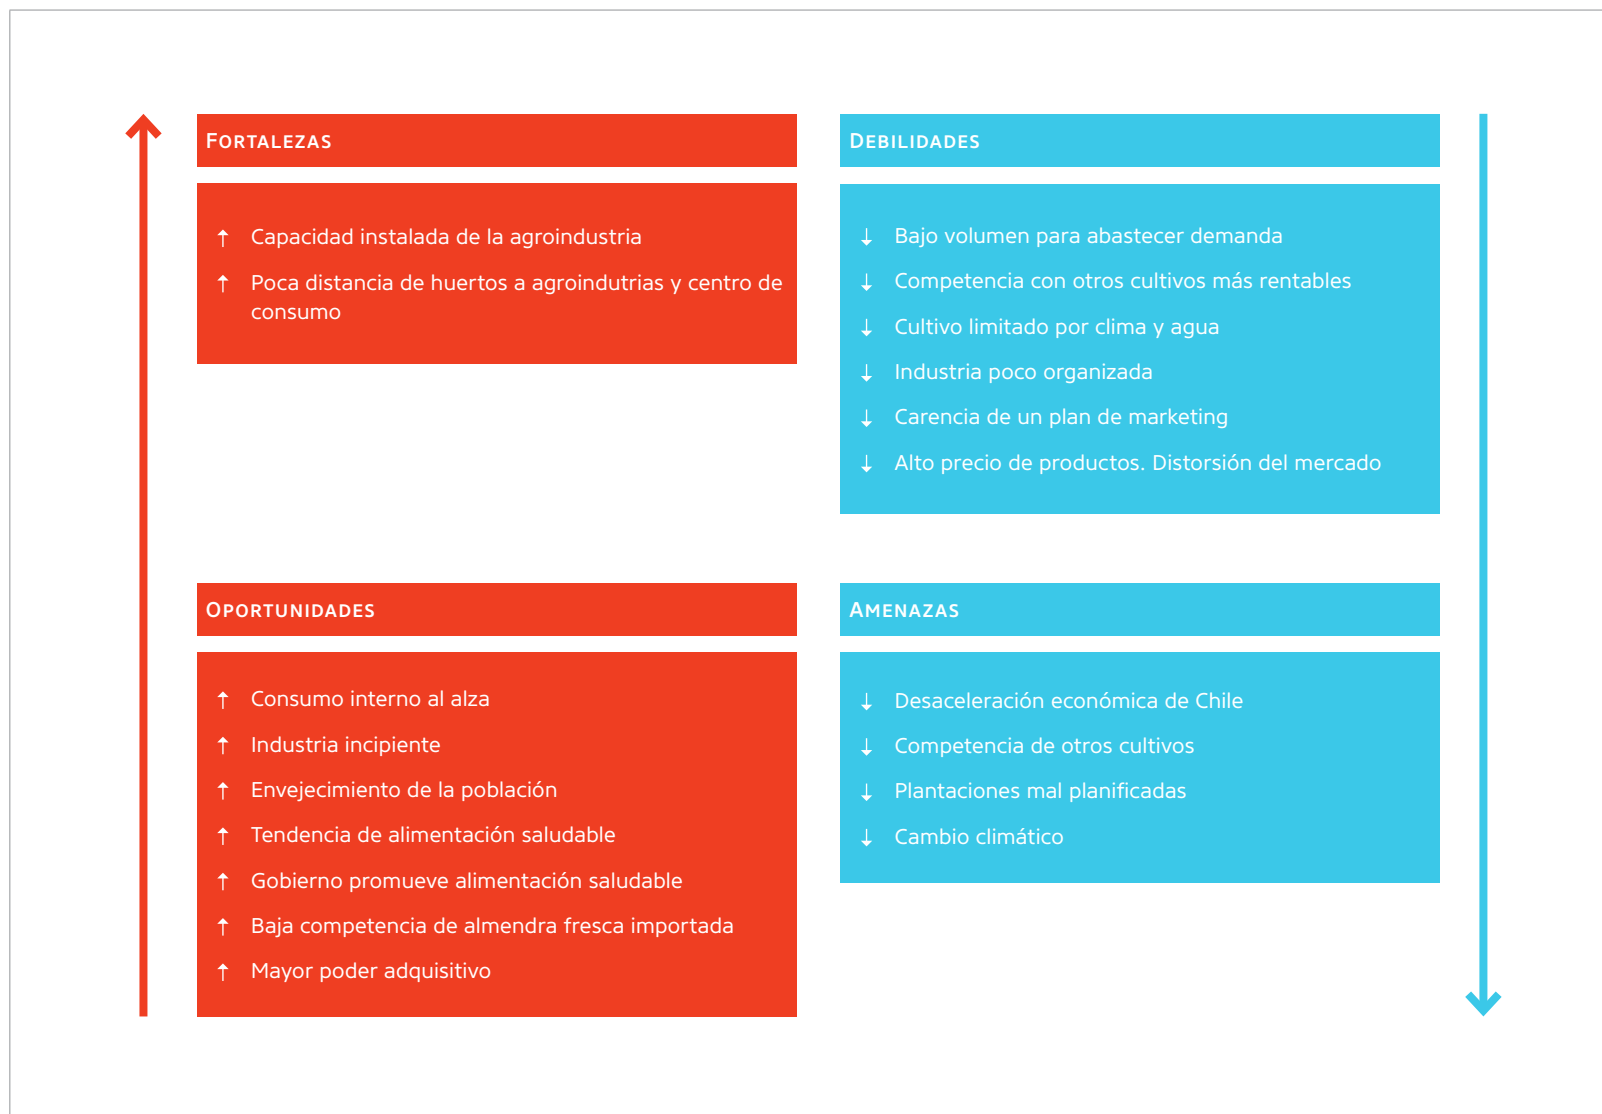 FORTALEZAS
↑ Capacidad instalada de la agroindustria
↑ Poca distancia de huertos a agroindutrias y centro de
consumo
DEBILIDADES
↓ Bajo volumen para abastecer demanda
↓ Competencia con otros cultivos más rentables
↓ Cultivo limitado por clima y agua
↓ Industria poco organizada
↓ Carencia de un plan de marketing
↓ Alto precio de productos. Distorsión del mercado
OPORTUNIDADES
↑ Consumo interno al alza
↑ Industria incipiente
↑ Envejecimiento de la población
↑ Tendencia de alimentación saludable
↑ Gobierno promueve alimentación saludable
↑ Baja competencia de almendra fresca importada
↑ Mayor poder adquisitivo
AMENAZAS
↓ Desaceleración económica de Chile
↓ Competencia de otros cultivos
↓ Plantaciones mal planificadas
↓ Cambio climático